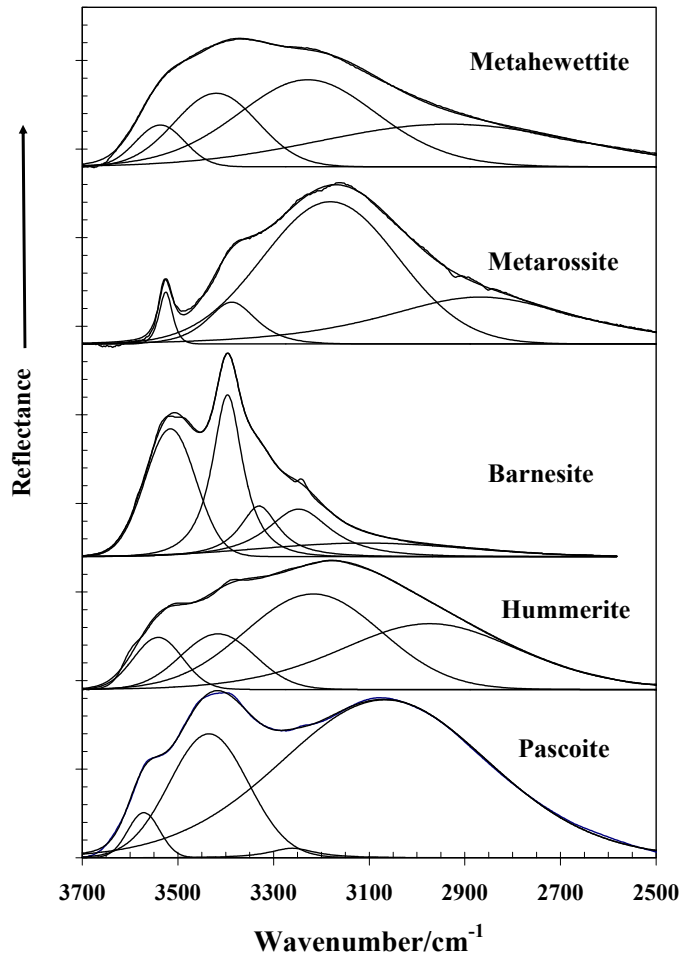 Metahewettite
Metarossite
Barnesite
Hummerite
Pascoite
Reflectance
3700 3500 3300 3100 2900 2700 2500
Wavenumber/cm⁻¹